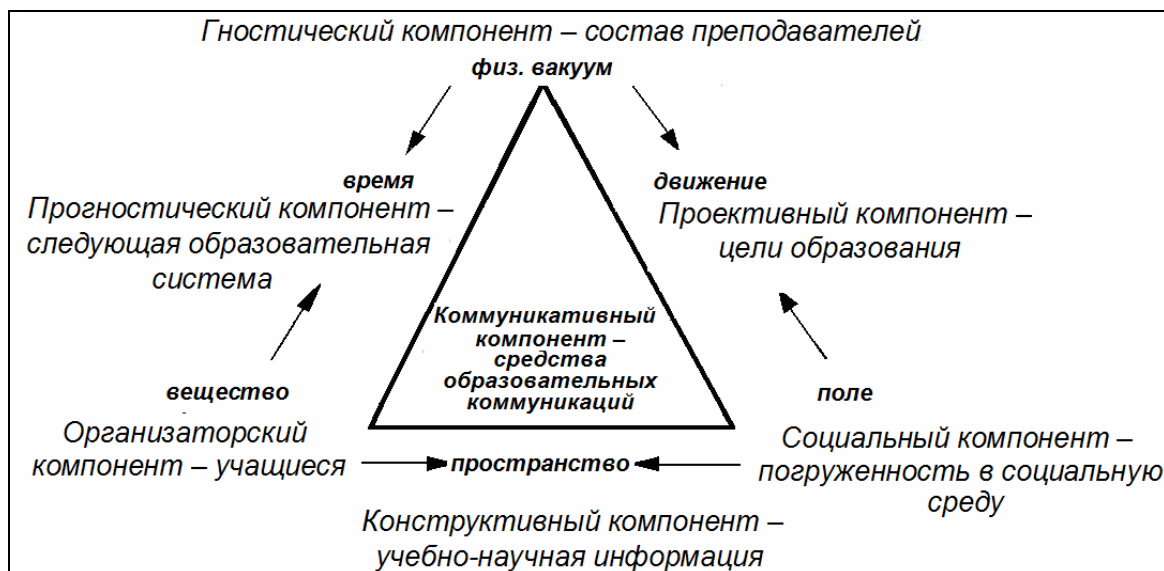 Гностический компонент – состав преподавателей
физ. вакуум
время
Прогностический компонент –
следующая образовательная
система
движение
Проективный компонент –
цели образования
Коммуникативный
компонент –
средства
образовательных
коммуникаций
вещество
Организаторский
компонент – учащиеся
поле
Социальный компонент –
погруженность в социальную
среду
пространство
Конструктивный компонент –
учебно-научная информация